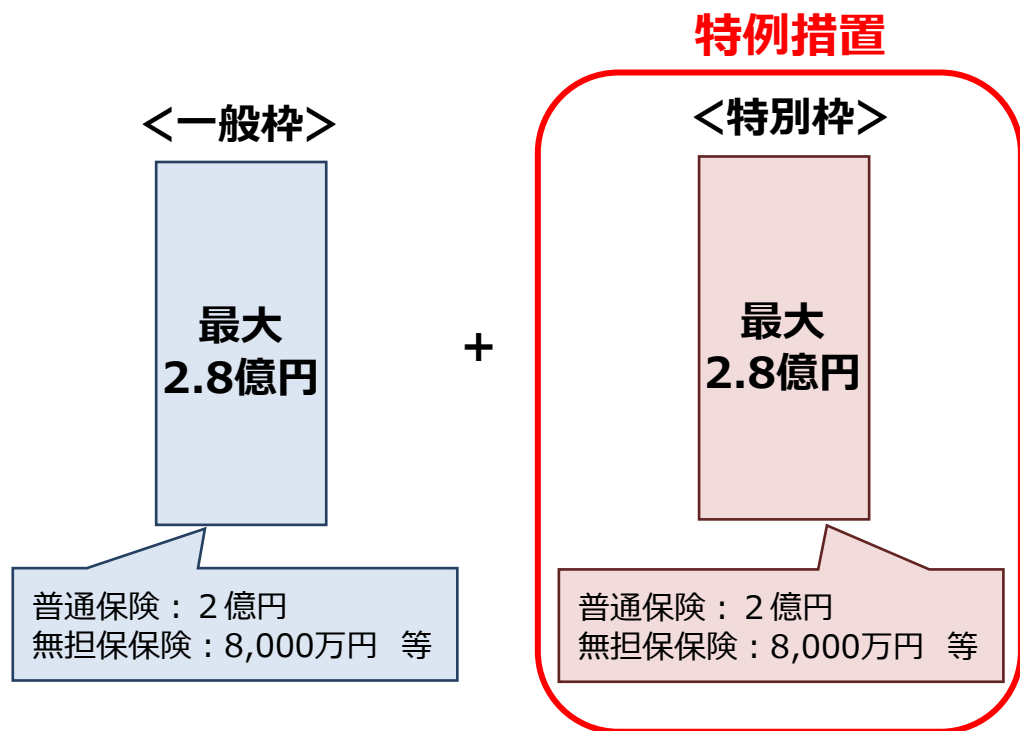 特例措置
＜一般枠＞
＜特別枠＞
最大
2.8億円
+
最大
2.8億円
普通保険：２億円
無担保保険：8,000万円 等
普通保険：２億円
無担保保険：8,000万円 等